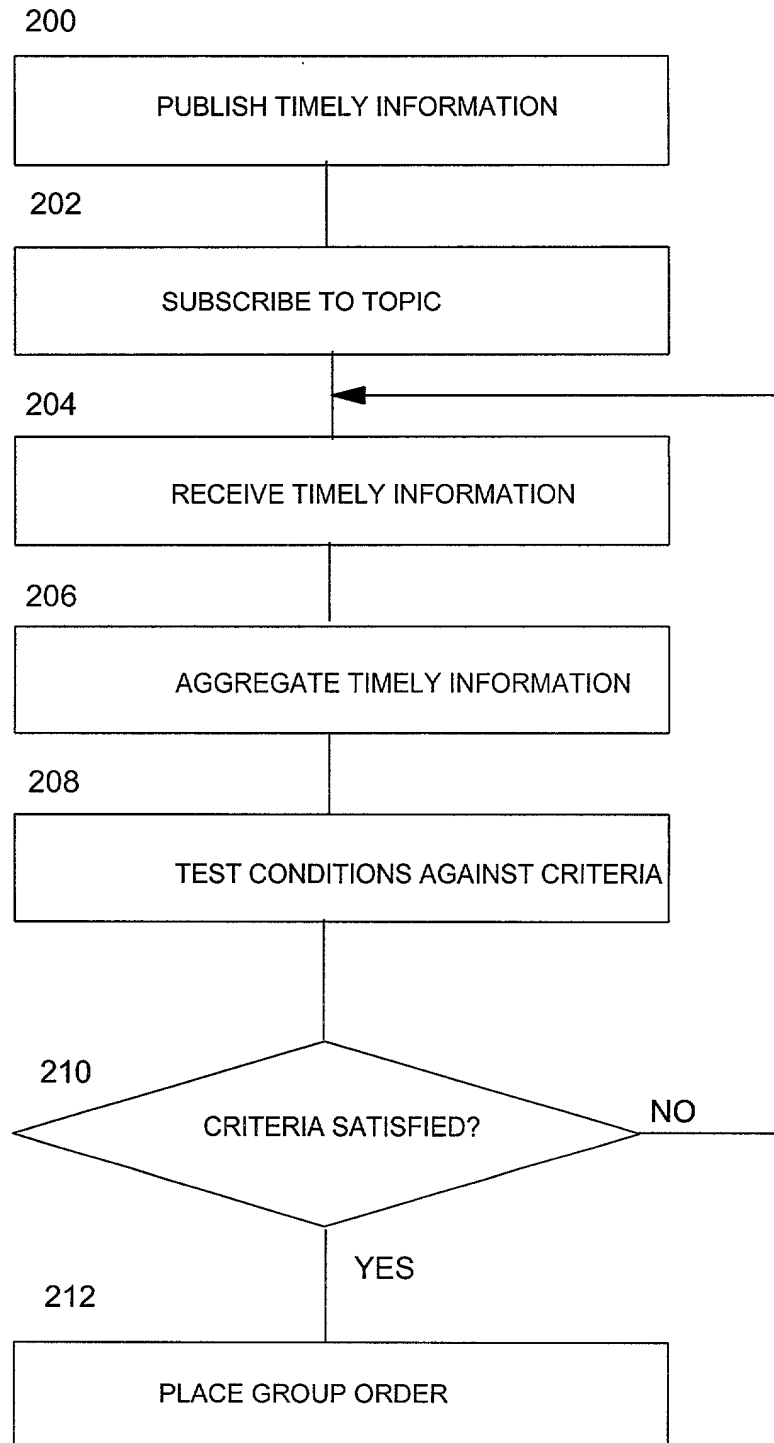 200
PUBLISH TIMELY INFORMATION
202
SUBSCRIBE TO TOPIC
204
RECEIVE TIMELY INFORMATION
206
AGGREGATE TIMELY INFORMATION
208
TEST CONDITIONS AGAINST CRITERIA
210
CRITERIA SATISFIED?
NO
YES
212
PLACE GROUP ORDER